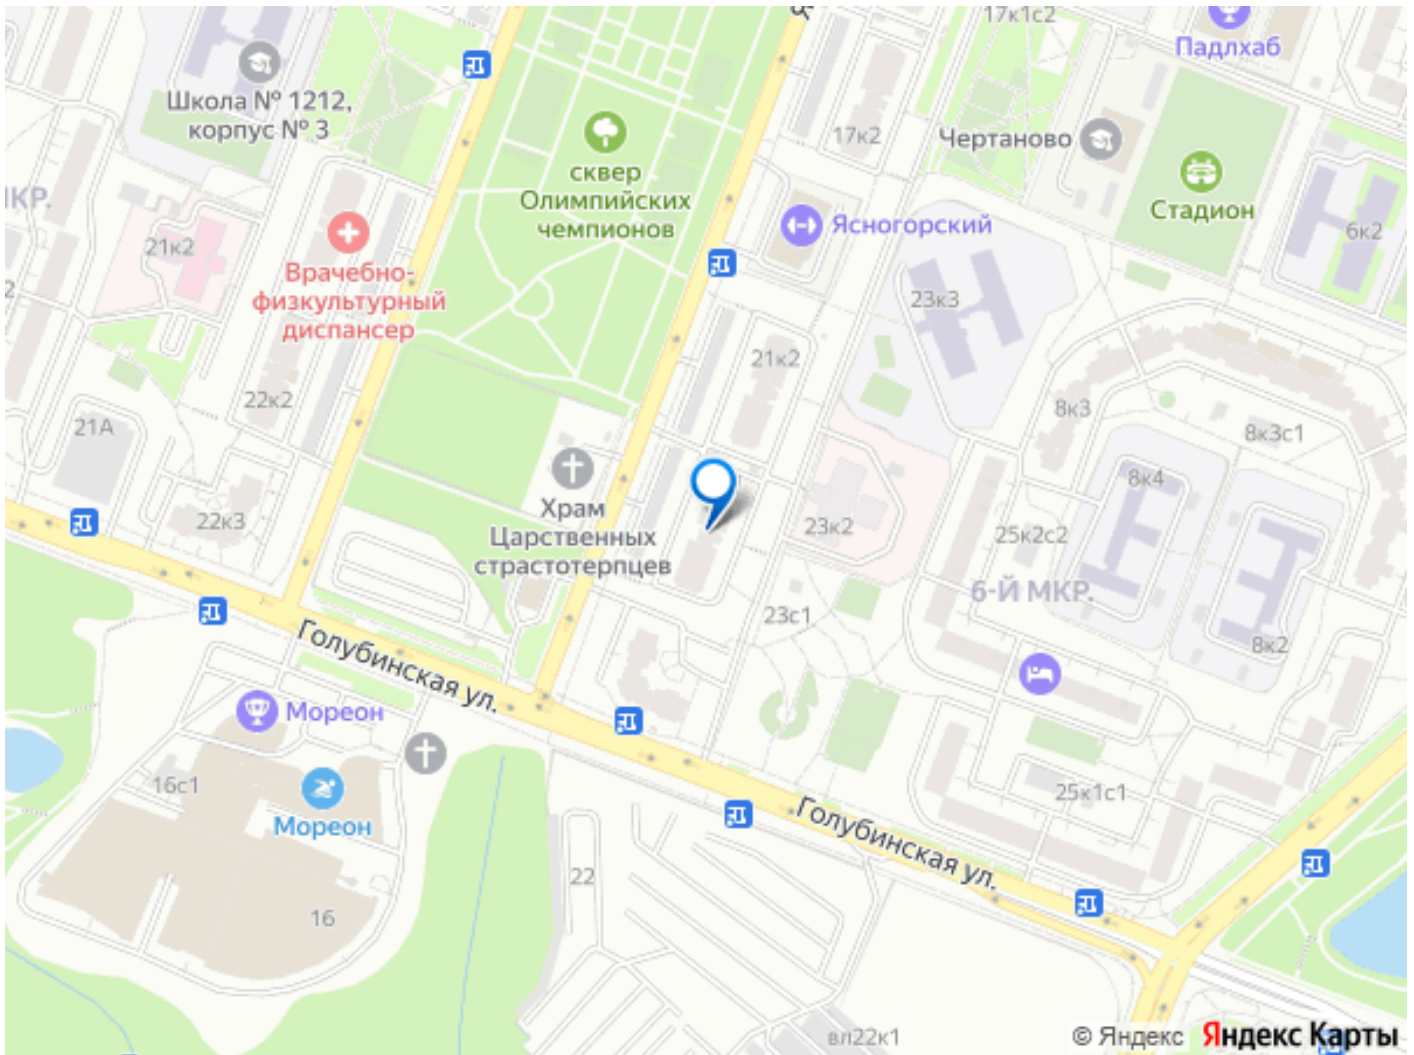 17к1с2
Падлхаб
Школа № 1212,
корпус № 3
17к2
Чертаново
сквер
Олимпийских
чемпионов
Стадион
МКР.
21к2
Ясногорский
6к2
Врачебно-
физкультурный
диспансер
2
23к3
21к2
22к2
8к3
21А
8к3с1
8к4
Храм
Царственных
страстотерпцев
22к3
23к2
25к2с2
6-Й МКР.
23с1
8к2
Голубинская ул.
Мореон
16с1
25к1с1
Мореон
Голубинская ул.
22
16
вл22к1
© Яндекс Яндекс Карты